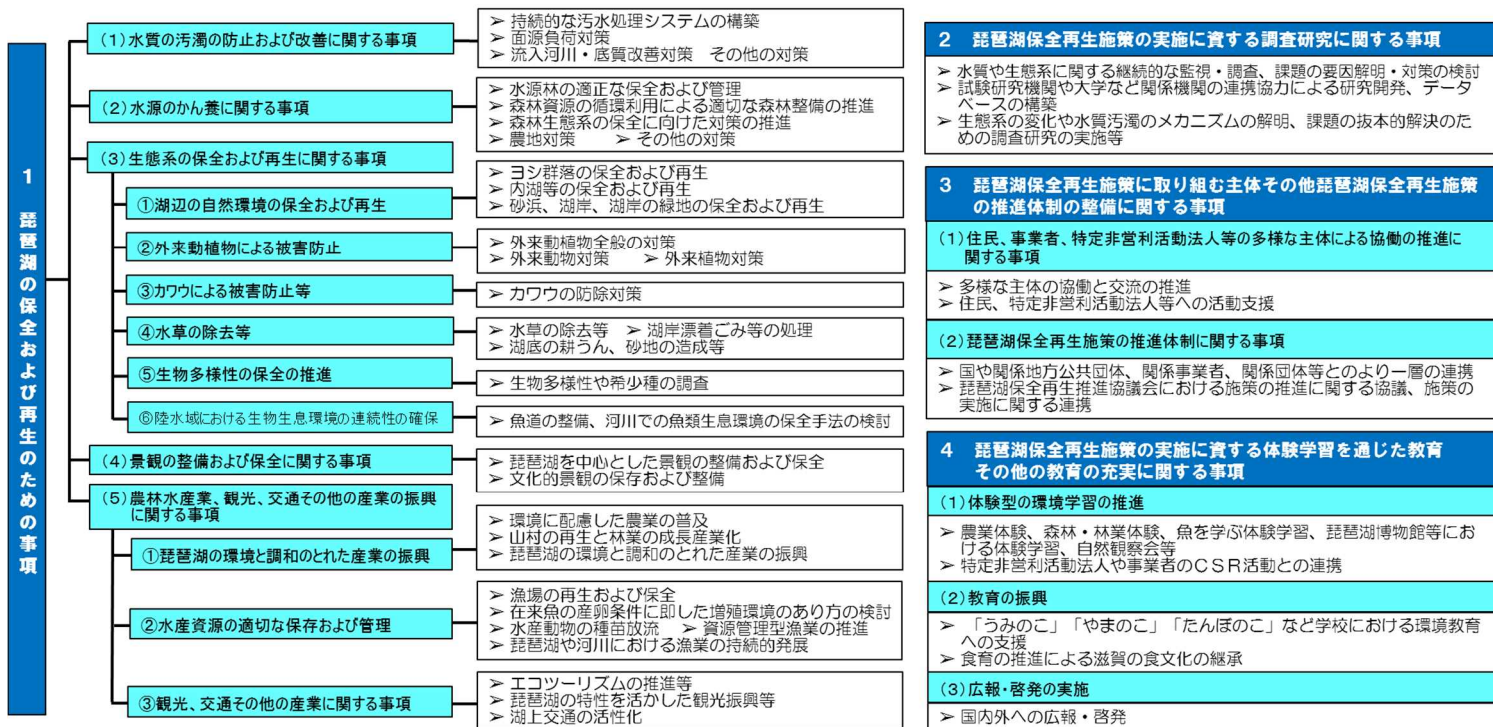 1 琵琶湖の保全および再生のための事項
(1)水質の汚濁の防止および改善に関する事項
➢ 持続的な汚水処理システムの構築
➢ 面源負荷対策
➢ 流入河川・底質改善対策 その他の対策
(2)水源のかん養に関する事項
➢ 水源林の適正な保全および管理
➢ 森林資源の循環利用による適切な森林整備の推進
➢ 森林生態系の保全に向けた対策の推進
➢ 農地対策 ➢ その他の対策
(3)生態系の保全および再生に関する事項
①湖辺の自然環境の保全および再生
➢ ヨシ群落の保全および再生
➢ 内湖等の保全および再生
➢ 砂浜、湖岸、湖岸の緑地の保全および再生
②外来動植物による被害防止
➢ 外来動植物全般の対策
➢ 外来動物対策 ➢ 外来植物対策
③カワウによる被害防止等
➢ カワウの防除対策
④水草の除去等
➢ 水草の除去等 ➢ 湖岸漂着ごみ等の処理
➢ 湖底の耕うん、砂地の造成等
⑤生物多様性の保全の推進
➢ 生物多様性や希少種の調査
⑥陸水域における生物生息環境の連続性の確保
➢ 魚道の整備、河川での魚類生息環境の保全手法の検討
(4)景観の整備および保全に関する事項
➢ 琵琶湖を中心とした景観の整備および保全
➢ 文化的景観の保存および整備
(5)農林水産業、観光、交通その他の産業の振興
に関する事項
①琵琶湖の環境と調和のとれた産業の振興
➢ 環境に配慮した農業の普及
➢ 山村の再生と林業の成長産業化
➢ 琵琶湖の環境と調和のとれた産業の振興
②水産資源の適切な保存および管理
➢ 漁場の再生および保全
➢ 在来魚の産卵条件に即した増殖環境のあり方の検討
➢ 水産動物の種苗放流 ➢ 資源管理型漁業の推進
➢ 琵琶湖や河川における漁業の持続的発展
③観光、交通その他の産業に関する事項
➢ エコツーリズムの推進等
➢ 琵琶湖の特性を活かした観光振興等
➢ 湖上交通の活性化
2 琵琶湖保全再生施策の実施に資する調査研究に関する事項
➢ 水質や生態系に関する継続的な監視・調査、課題の要因解明・対策の検討
➢ 試験研究機関や大学など関係機関の連携協力による研究開発、データ
ベースの構築
➢ 生態系の変化や水質汚濁のメカニズムの解明、課題の抜本的解決のた
めの調査研究の実施等
3 琵琶湖保全再生施策に取り組む主体その他琵琶湖保全再生施策
の推進体制の整備に関する事項
(1)住民、事業者、特定非営利活動法人等の多様な主体による協働の推進に
関する事項
➢ 多様な主体の協働と交流の推進
➢ 住民、特定非営利活動法人等への活動支援
(2)琵琶湖保全再生施策の推進体制に関する事項
➢ 国や関係地方公共団体、関係事業者、関係団体等とのより一層の連携
➢ 琵琶湖保全再生推進協議会における施策の推進に関する協議、施策の
実施に関する連携
4 琵琶湖保全再生施策の実施に資する体験学習を通じた教育
その他の教育の充実に関する事項
(1)体験型の環境学習の推進
➢ 農業体験、森林・林業体験、魚を学ぶ体験学習、琵琶湖博物館等にお
ける体験学習、自然観察会等
➢ 特定非営利活動法人や事業者のCSR活動との連携
(2)教育の振興
➢ 「うみのこ」「やまのこ」「たんぼのこ」など学校における環境教育
への支援
➢ 食育の推進による滋賀の食文化の継承
(3)広報・啓発の実施
➢ 国内外への広報・啓発